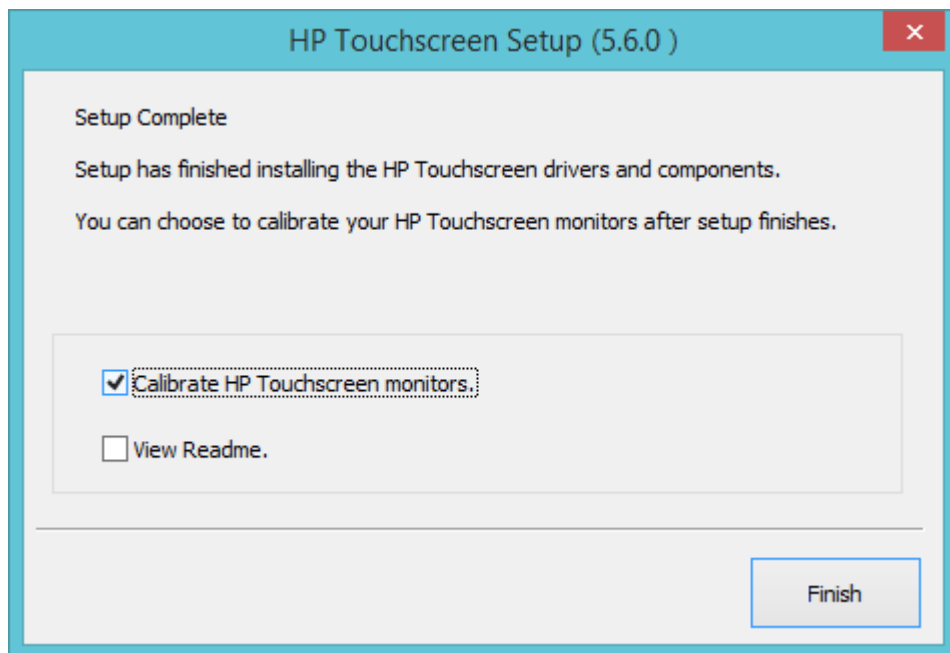 HP Touchscreen Setup (5.6.0 )
Setup Complete
Setup has finished installing the HP Touchscreen drivers and components.
You can choose to calibrate your HP Touchscreen monitors after setup finishes.
Calibrate HP Touchscreen monitors.
View Readme.
Finish